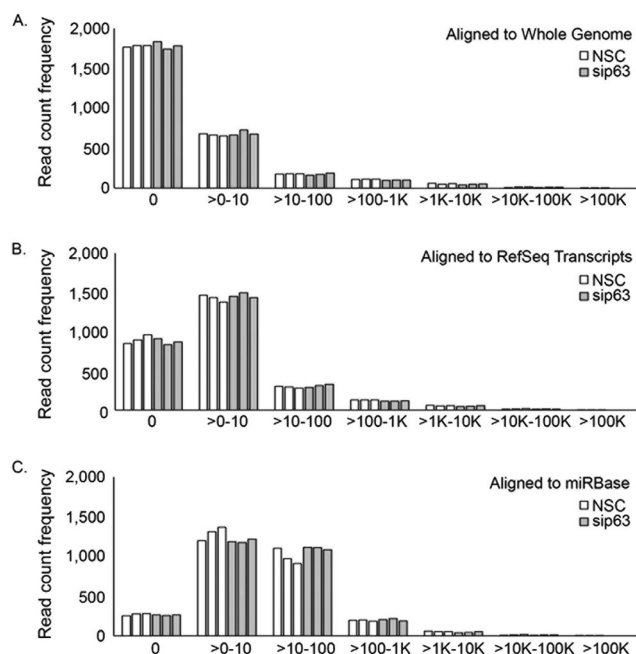 A.
Aligned to Whole Genome
NSC
sip63
Read count frequency
2,000
1,500
1,000
500
0
0 >0-10 >10-100 >100-1K >1K-10K >10K-100K >100K
B.
Aligned to RefSeq Transcripts
NSC
sip63
Read count frequency
2,000
1,500
1,000
500
0
0 >0-10 >10-100 >100-1K >1K-10K >10K-100K >100K
C.
Aligned to miRBase
NSC
sip63
Read count frequency
2,000
1,500
1,000
500
0
0 >0-10 >10-100 >100-1K >1K-10K >10K-100K >100K